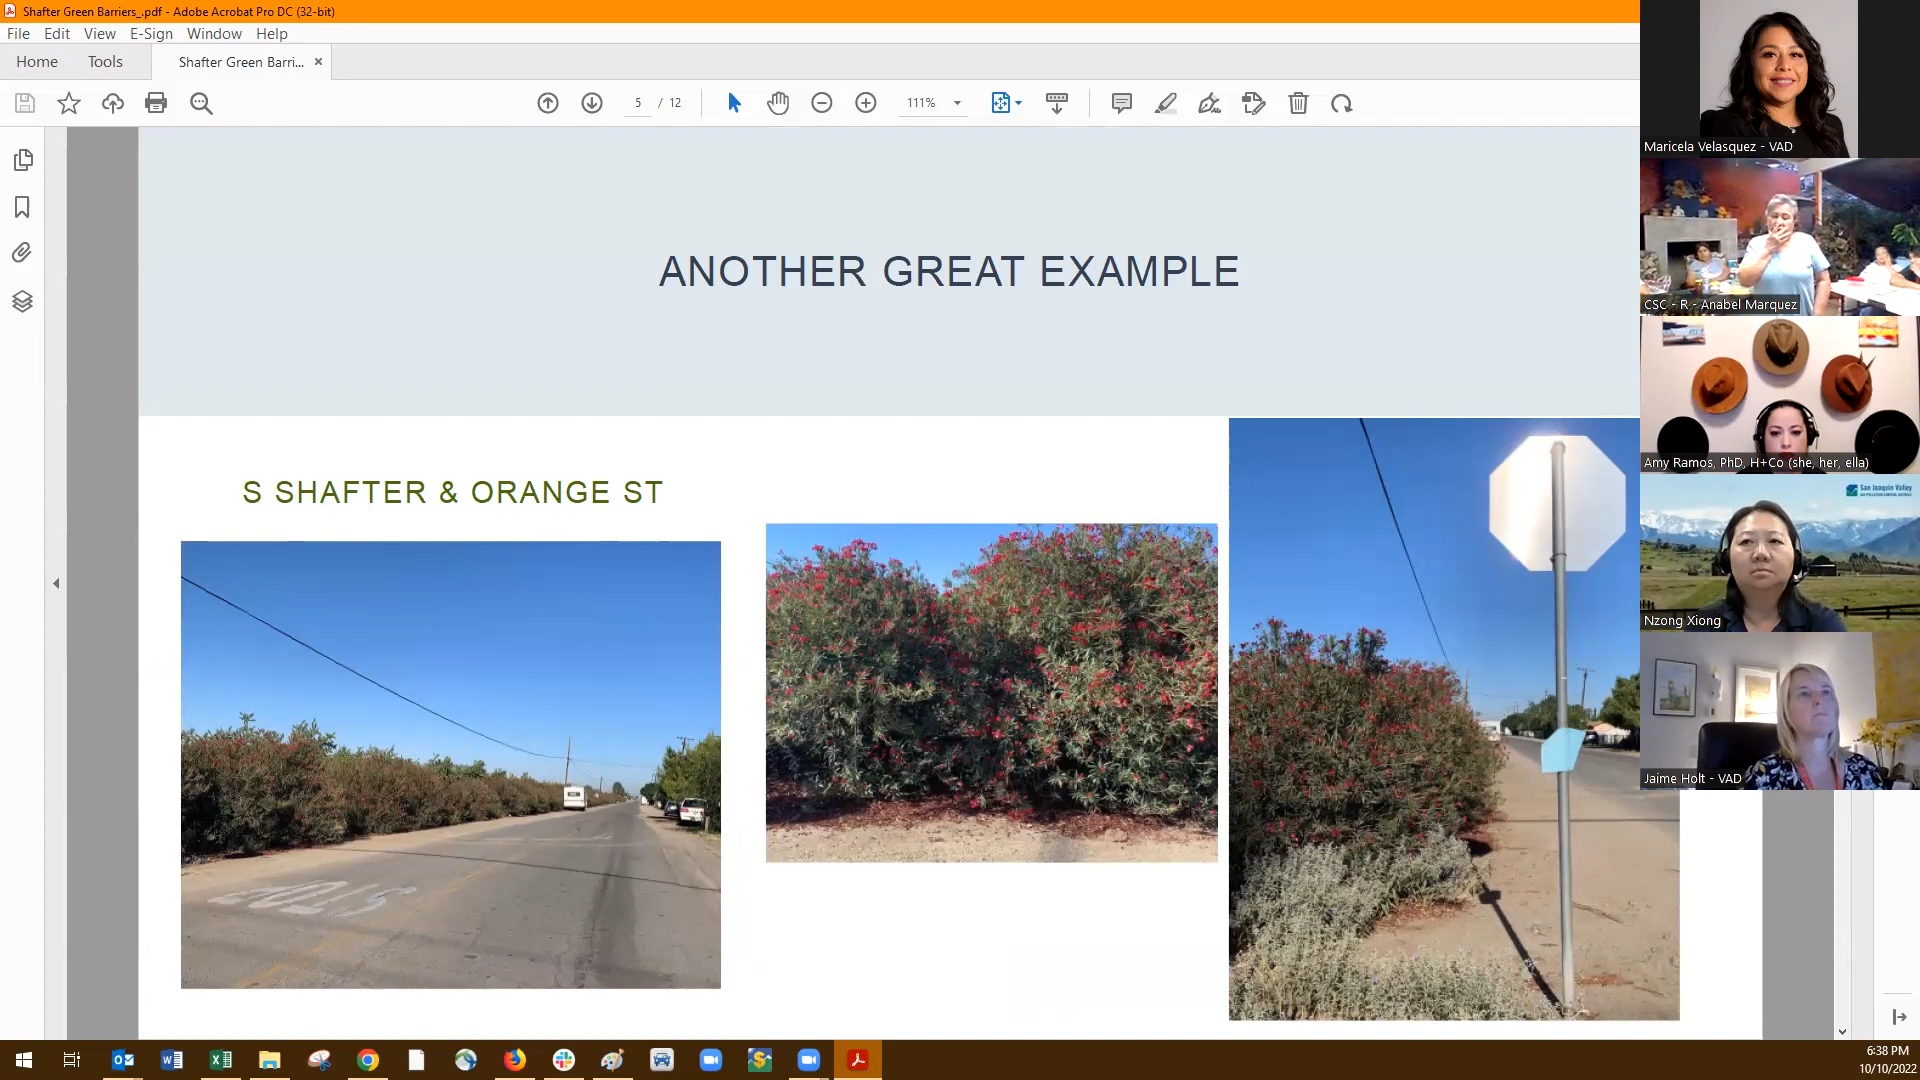 Shafter Green Barriers_.pdf - Adobe Acrobat Pro DC (32-bit)
File Edit View E-Sign Window Help
Home Tools Shafter Green Barri... ×
5 / 12 111%
ANOTHER GREAT EXAMPLE
S SHAFTER & ORANGE ST
STOP
Maricela Velasquez - VAD
CSC - R - Anabel Marquez
Amy Ramos, PhD, H+Co (she, her, ella)
San Joaquin Valley
AIR POLLUTION CONTROL DISTRICT
Nzong Xiong
Jaime Holt - VAD
6:38 PM
10/10/2022